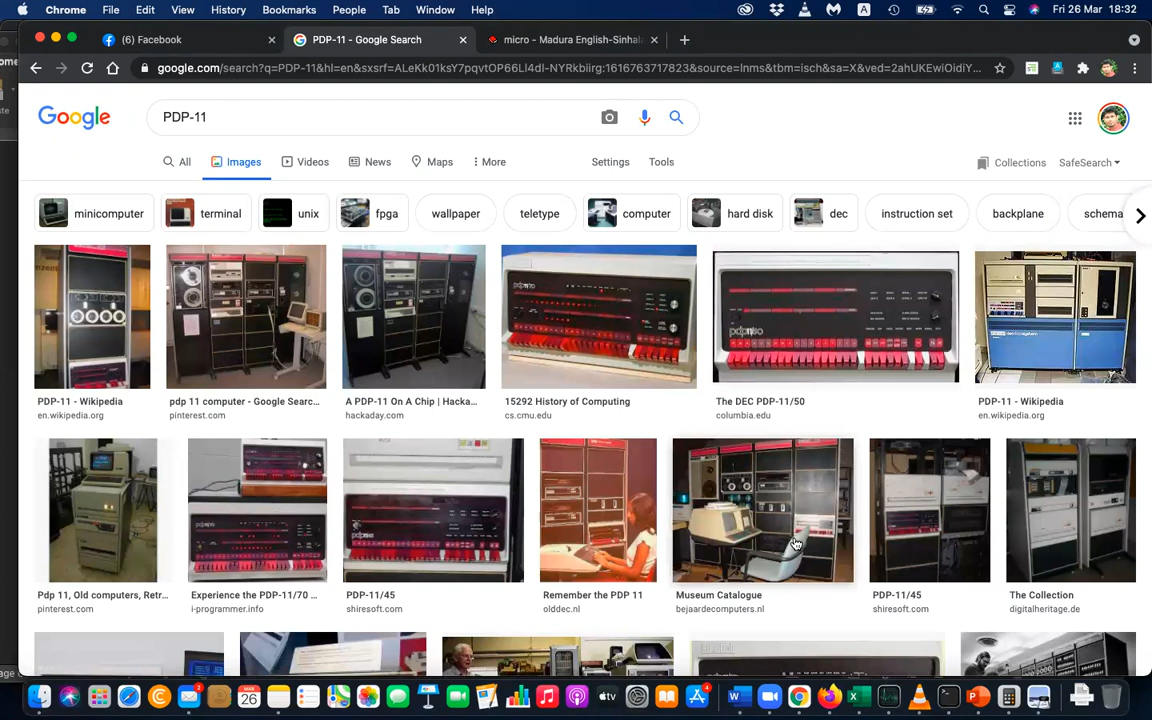 Chrome File Edit View History Bookmarks People Tab Window Help Fri 26 Mar 18:32
(6) Facebook PDP-11 - Google Search micro - Madura English-Sinhal
google.com/search?q=PDP-11&hl=en&sxsrf=ALeKk01ksY7pqvtOP66Ll4dl-NYRkbiirg:1616763717823&source=lnms&tbm=isch&sa=X&ved=2ahUKEwiOidiY...
Google PDP-11
All Images Videos News Maps More Settings Tools Collections SafeSearch
minicomputer terminal unix fpga wallpaper teletype computer hard disk dec instruction set backplane schema
PDP-11 - Wikipedia
en.wikipedia.org
pdp 11 computer - Google Searc...
pinterest.com
A PDP-11 On A Chip | Hacka...
hackaday.com
15292 History of Computing
cs.cmu.edu
The DEC PDP-11/50
columbia.edu
PDP-11 - Wikipedia
en.wikipedia.org
Pdp 11, Old computers, Retr...
pinterest.com
Experience the PDP-11/70 ...
i-programmer.info
PDP-11/45
shiresoft.com
Remember the PDP 11
olddec.nl
Museum Catalogue
bejaardecomputers.nl
PDP-11/45
shiresoft.com
The Collection
digitalheritage.de